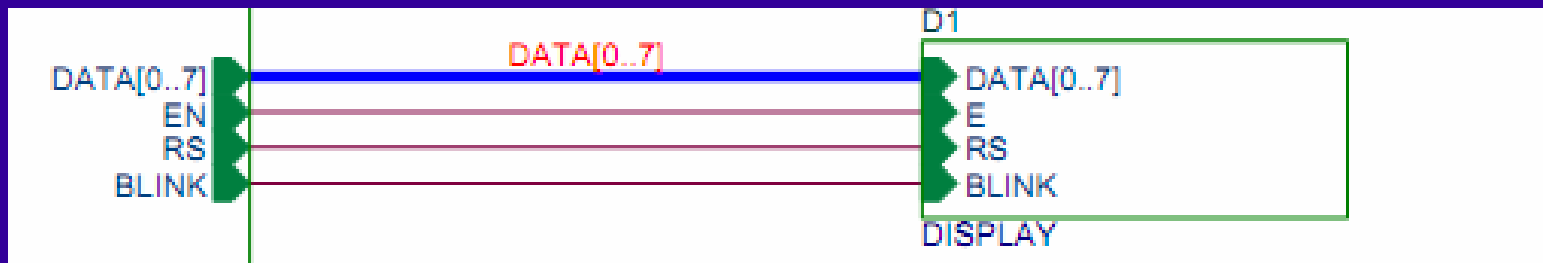 D1
DATA[0..7]
DATA[0..7] DATA[0..7]
EN E
RS RS
BLINK BLINK
DISPLAY